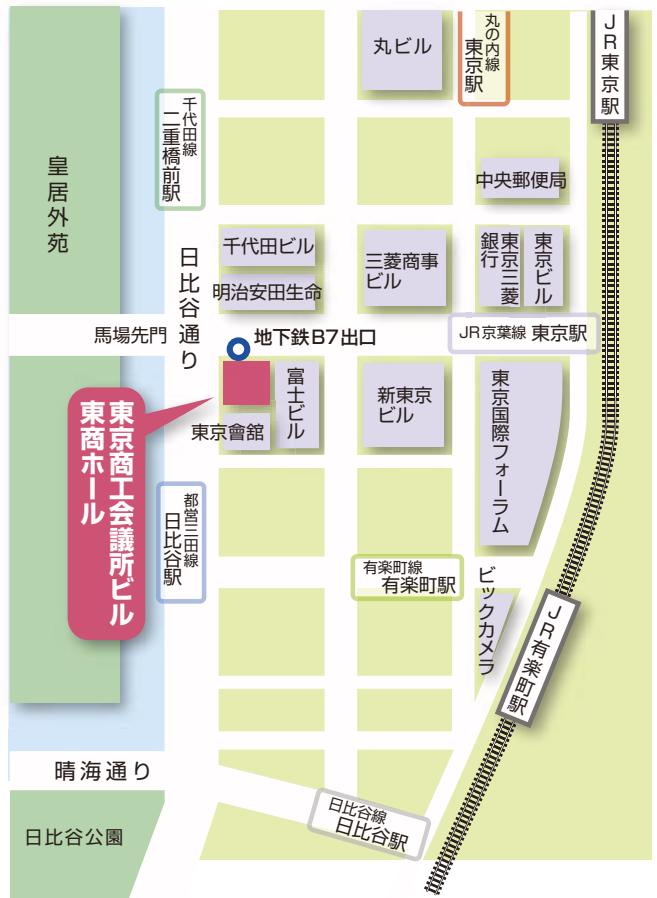 丸ビル
丸の内線
東京駅
JR東京駅
千代田線
二重橋前駅
皇居外苑
中央郵便局
日比谷通り
千代田ビル
明治安田生命
三菱商事
ビル
東京三菱
銀行
東京ビル
馬場先門
地下鉄B7出口
JR京葉線 東京駅
東京商工会議所ビル
東商ホール
富士ビル
東京會舘
新東京
ビル
東京国際フォーラム
都営三田線
日比谷駅
有楽町線
有楽町駅
ビックカメラ
JR有楽町駅
晴海通り
日比谷線
日比谷駅
日比谷公園